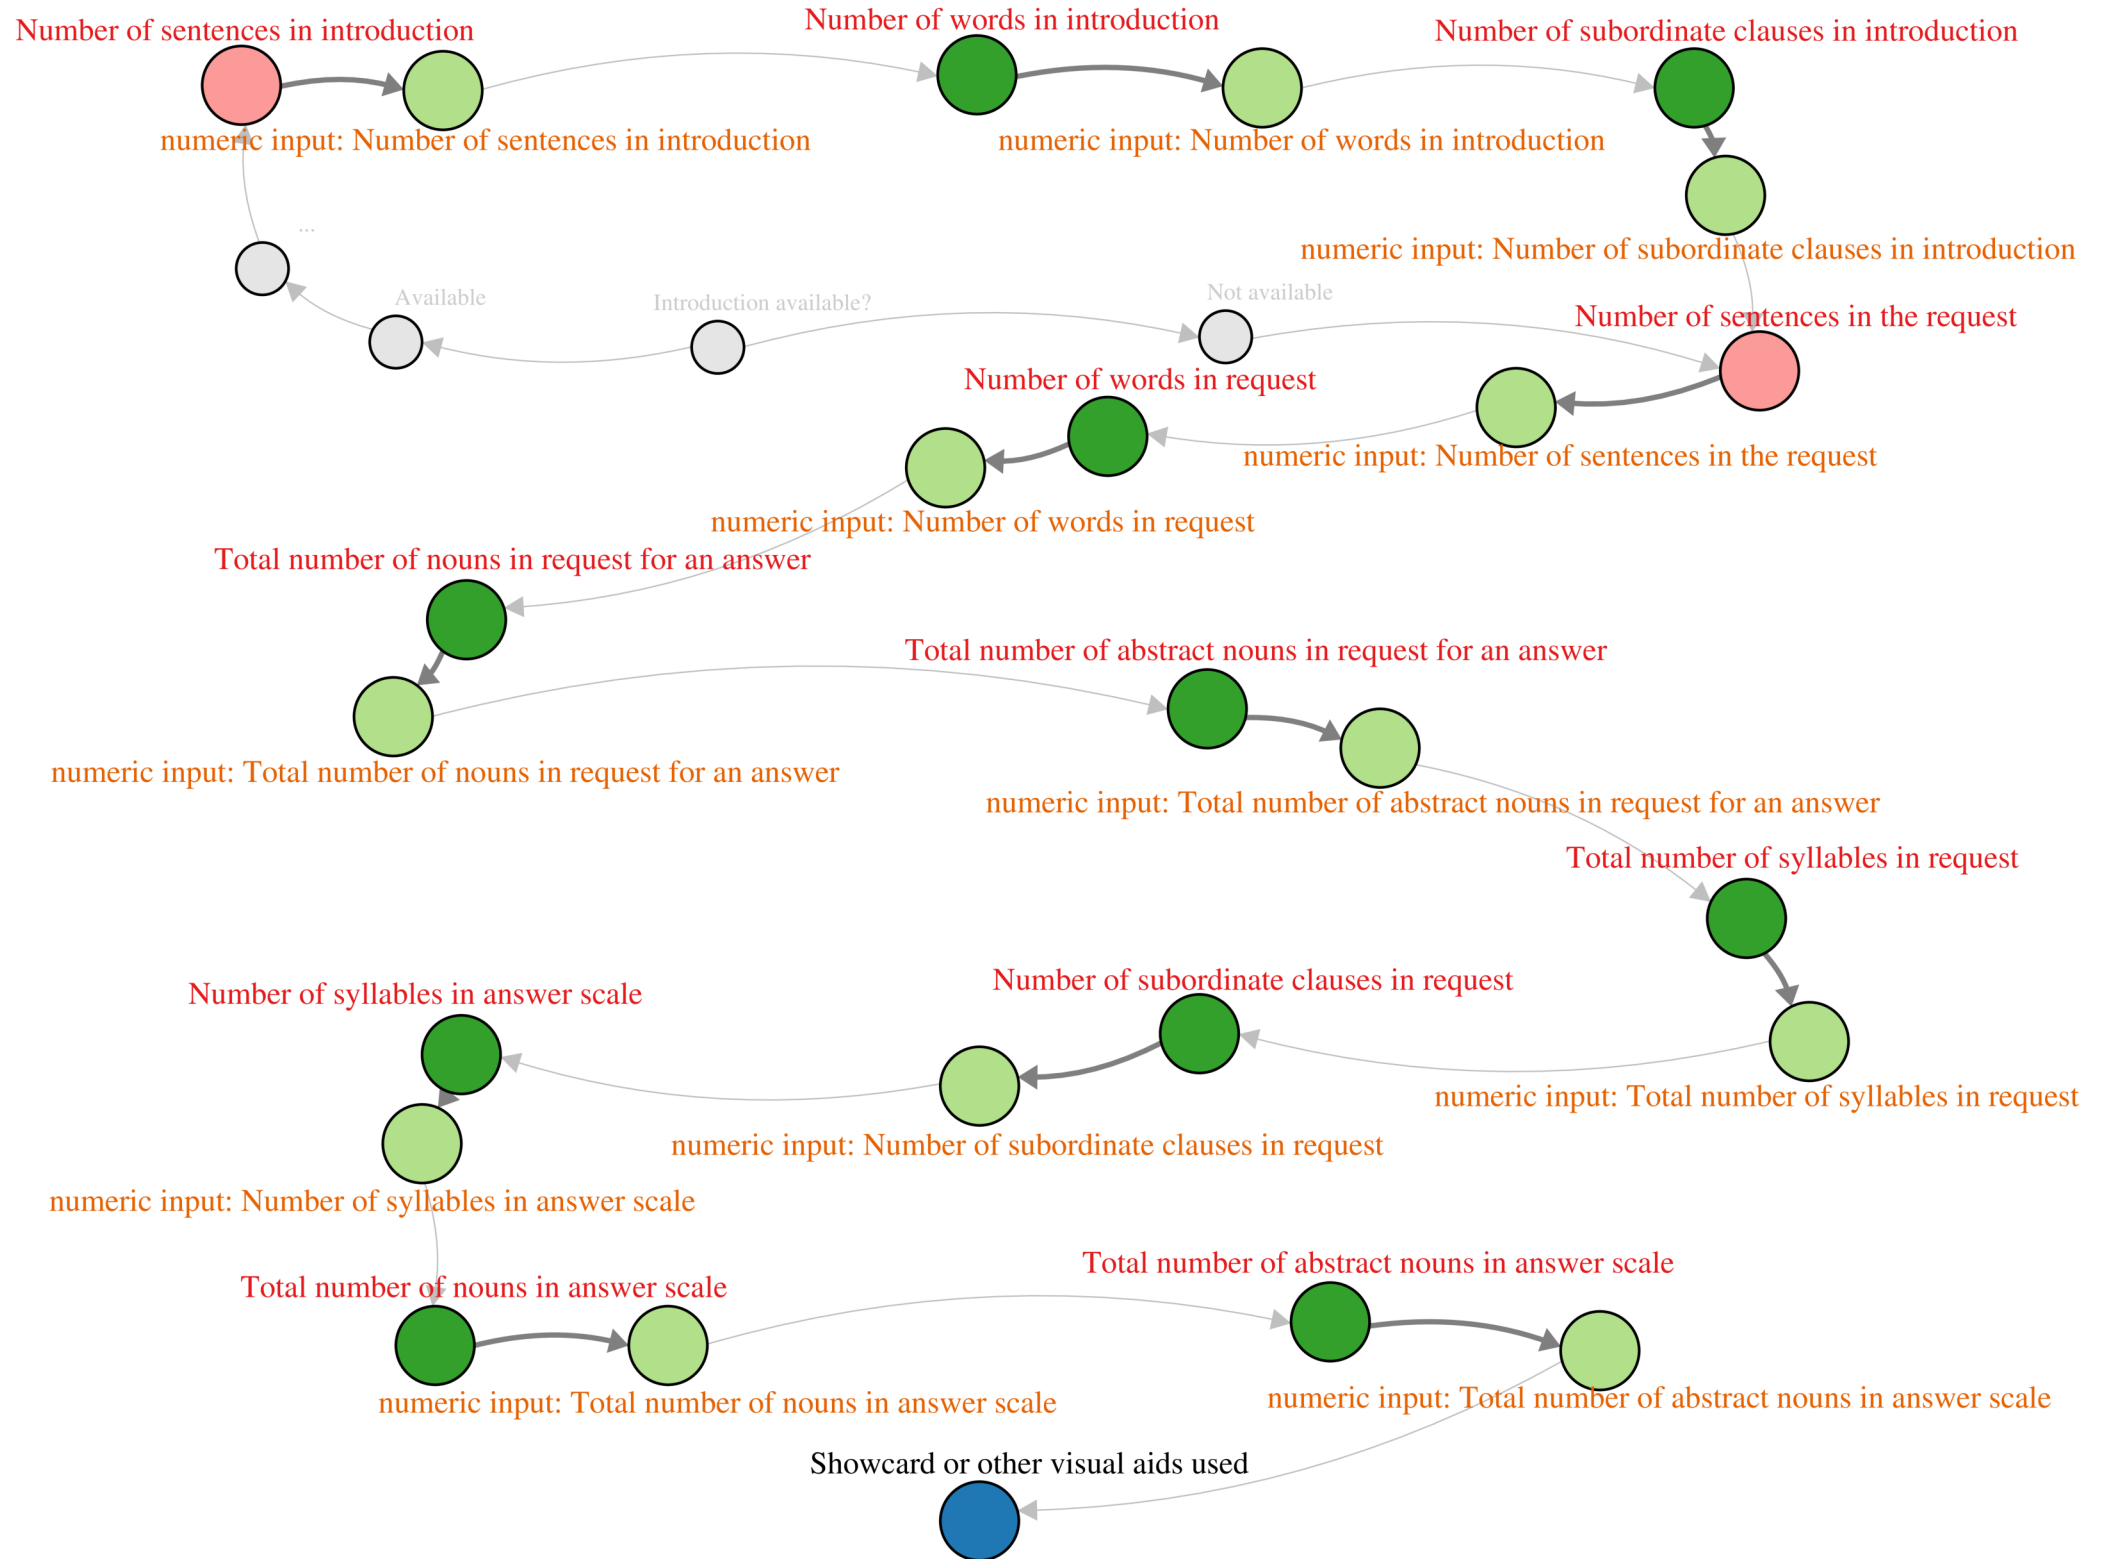 Number of sentences in introduction
Number of words in introduction
Number of subordinate clauses in introduction
numeric input: Number of sentences in introduction
numeric input: Number of words in introduction
numeric input: Number of subordinate clauses in introduction
...
Available
Introduction available?
Not available
Number of sentences in the request
Number of words in request
numeric input: Number of sentences in the request
numeric input: Number of words in request
Total number of nouns in request for an answer
Total number of abstract nouns in request for an answer
numeric input: Total number of nouns in request for an answer
numeric input: Total number of abstract nouns in request for an answer
Total number of syllables in request
Number of subordinate clauses in request
Number of syllables in answer scale
numeric input: Total number of syllables in request
numeric input: Number of subordinate clauses in request
numeric input: Number of syllables in answer scale
Total number of abstract nouns in answer scale
Total number of nouns in answer scale
numeric input: Total number of abstract nouns in answer scale
numeric input: Total number of nouns in answer scale
Showcard or other visual aids used